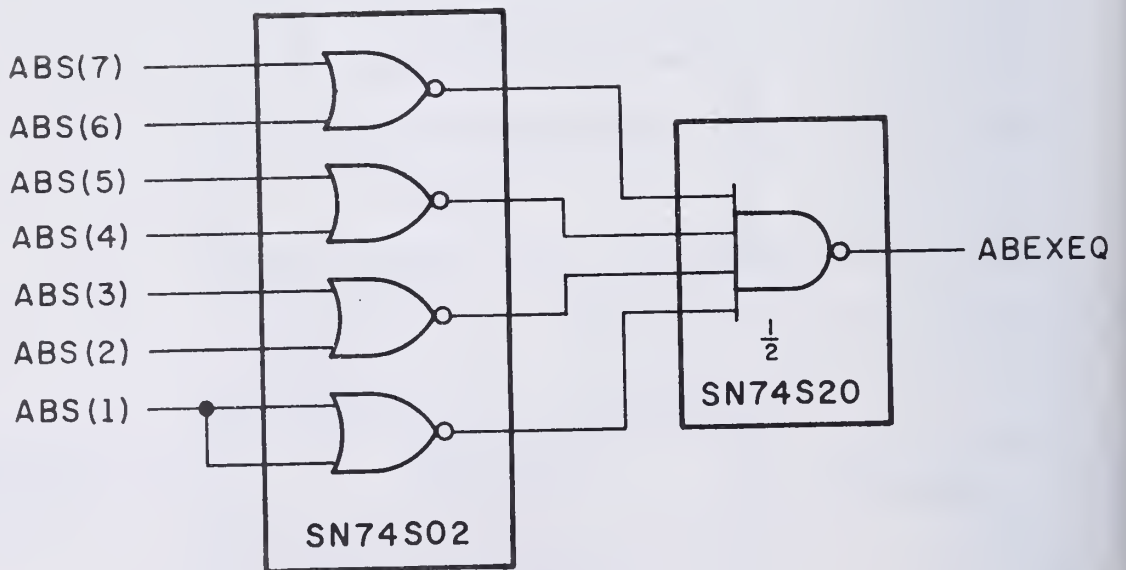 ABS(7)
ABS(6)
ABS(5)
ABS(4)
ABS(3)
ABS(2)
ABS(1)
SN74S02
1/2
SN74S20
ABEXEQ